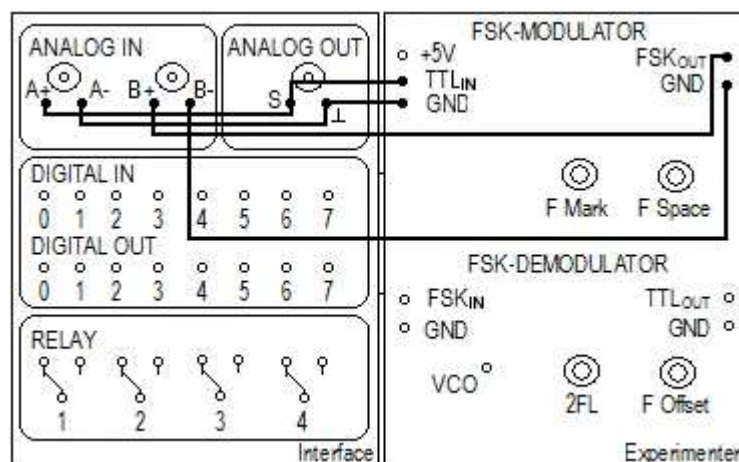 ANALOG IN
A+ A- B+ B-
ANALOG OUT
S ⊥
DIGITAL IN
0 1 2 3 4 5 6 7
DIGITAL OUT
0 1 2 3 4 5 6 7
RELAY
1 2 3 4
Interface
FSK-MODULATOR
+5V
TTLIN
GND
FSKOUT
GND
F Mark F Space
FSK-DEMODULATOR
FSKIN
GND
TTLOUT
GND
VCO
2FL F Offset
Experimenter